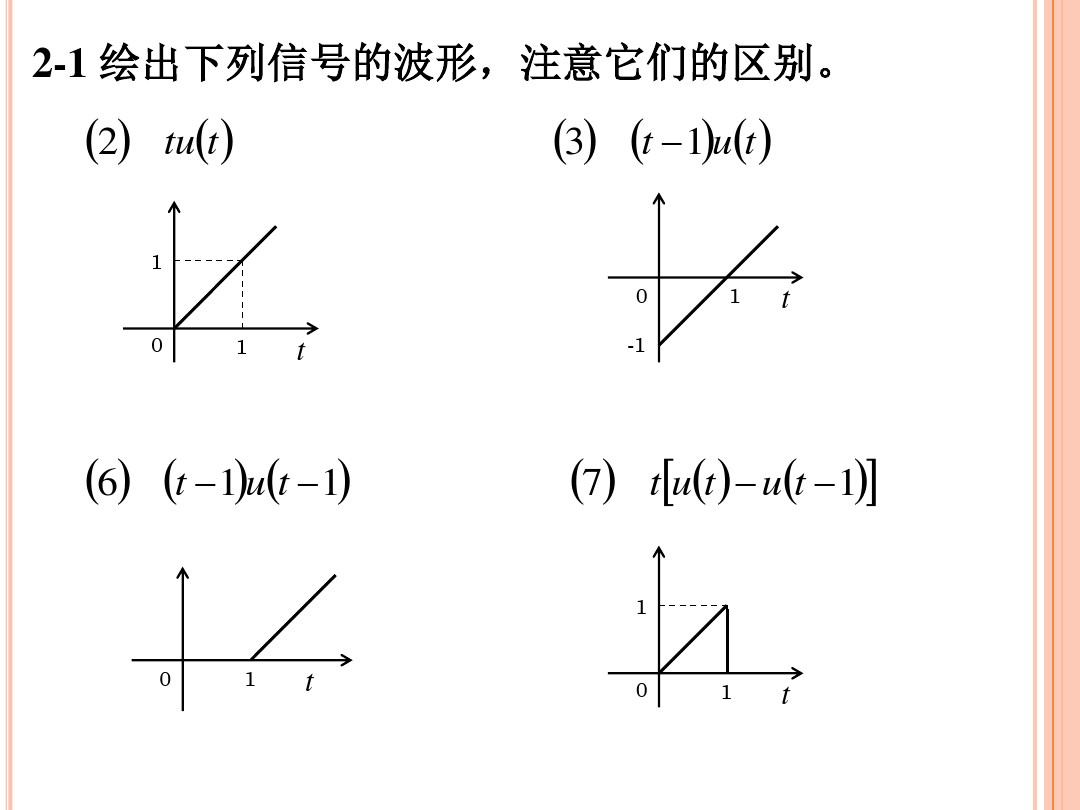 2-1 绘出下列信号的波形，注意它们的区别。
(2) tu(t) (3) (t－1)u(t)
1
0 1 t
0 1 t
-1
(6) (t－1)u(t－1) (7) t[u(t)－u(t－1)]
0 1 t
1
0 1 t